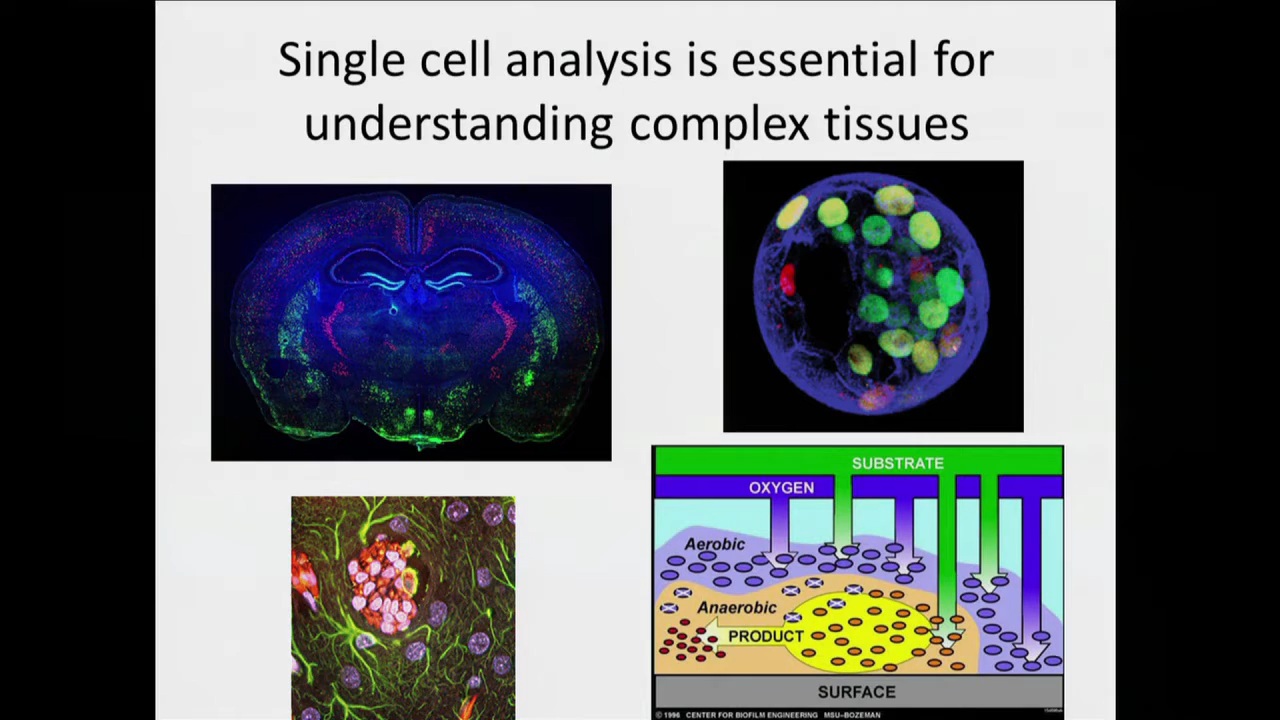 Single cell analysis is essential for
understanding complex tissues
SUBSTRATE
OXYGEN
Aerobic
Anaerobic
PRODUCT
SURFACE
© 1996 CENTER FOR BIOFILM ENGINEERING MSU-BOZEMAN